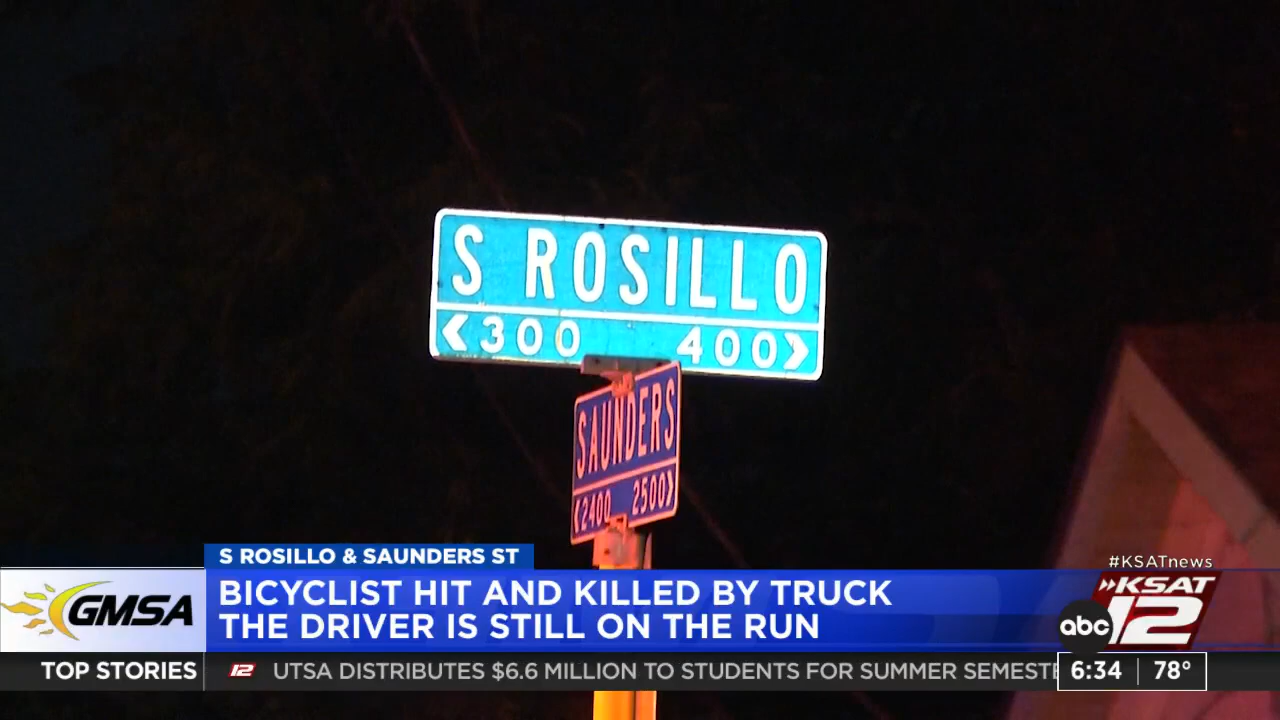 S ROSILLO
300 400
SAUNDERS
2400 2500
S ROSILLO & SAUNDERS ST
#KSATnews
GMSA
BICYCLIST HIT AND KILLED BY TRUCK
THE DRIVER IS STILL ON THE RUN
KSAT
abc 12
TOP STORIES 12 UTSA DISTRIBUTES $6.6 MILLION TO STUDENTS FOR SUMMER SEMESTE 6:34 78°